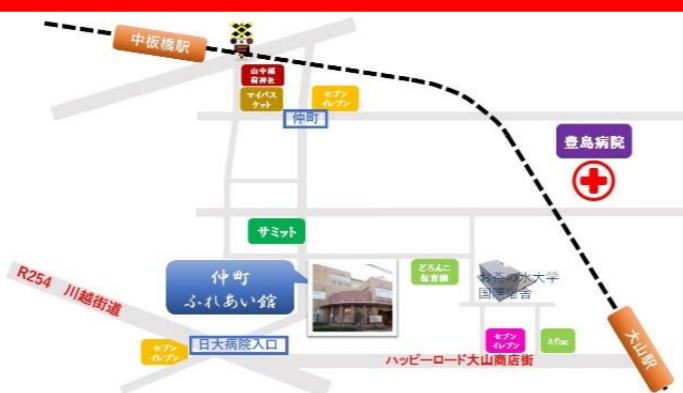 中板橋駅
山中稲
荷神社
マイバス
ケット
セブン
イレブン
仲町
豊島病院
サミット
仲町
ふれあい館
どろんこ
保育園
お茶の水大学
国際宿舎
R254 川越街道
セブン
イレブン
日大病院入口
セブン
イレブン
Aflac
ハッピーロード大山商店街
大山駅